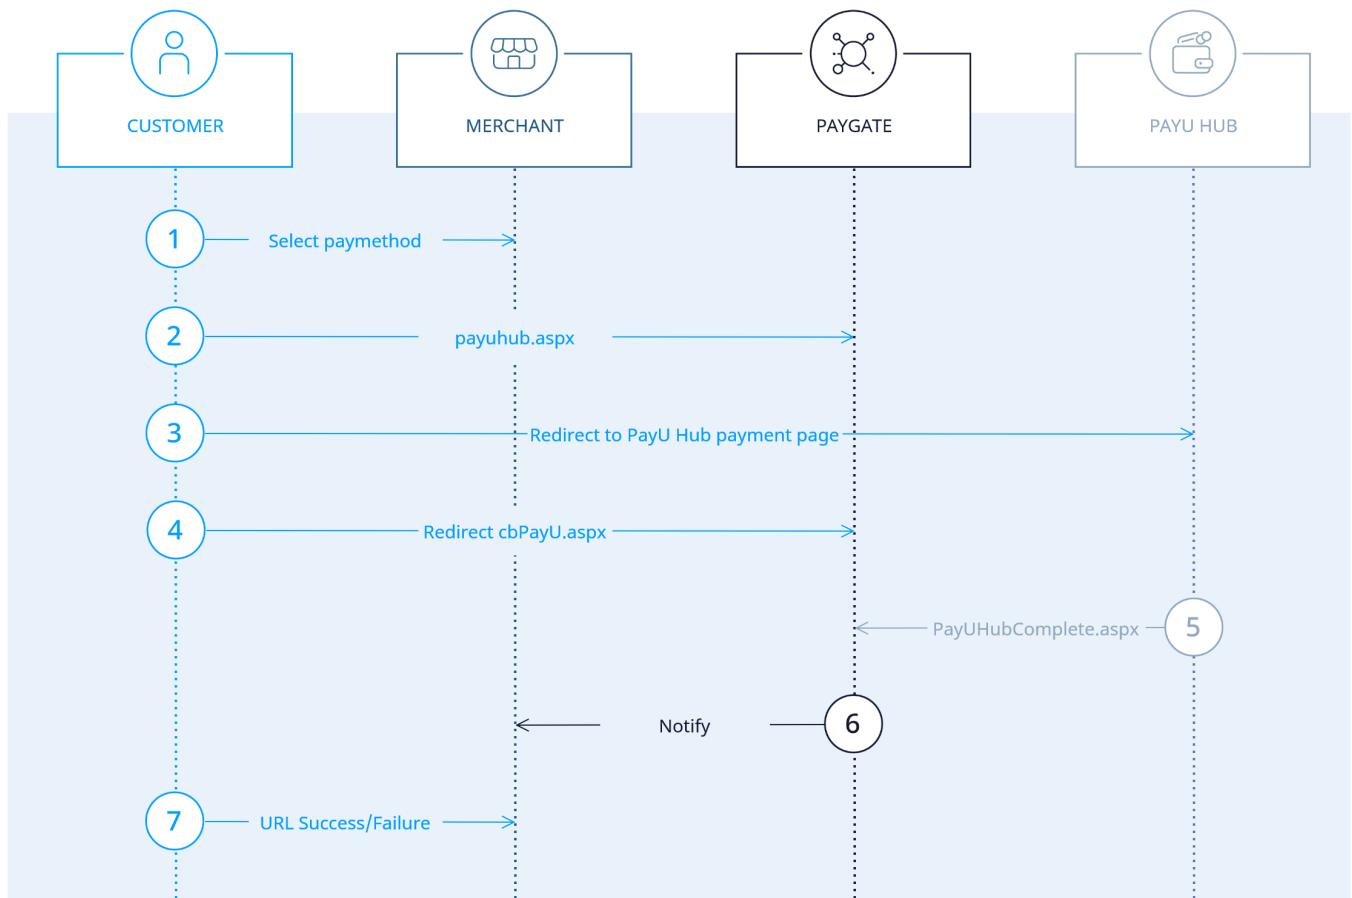 CUSTOMER
MERCHANT
PAYGATE
PAYU HUB
1
Select paymethod
2
payuhub.aspx
3
Redirect to PayU Hub payment page
4
Redirect cbPayU.aspx
PayUHubComplete.aspx
5
Notify
6
7
URL Success/Failure